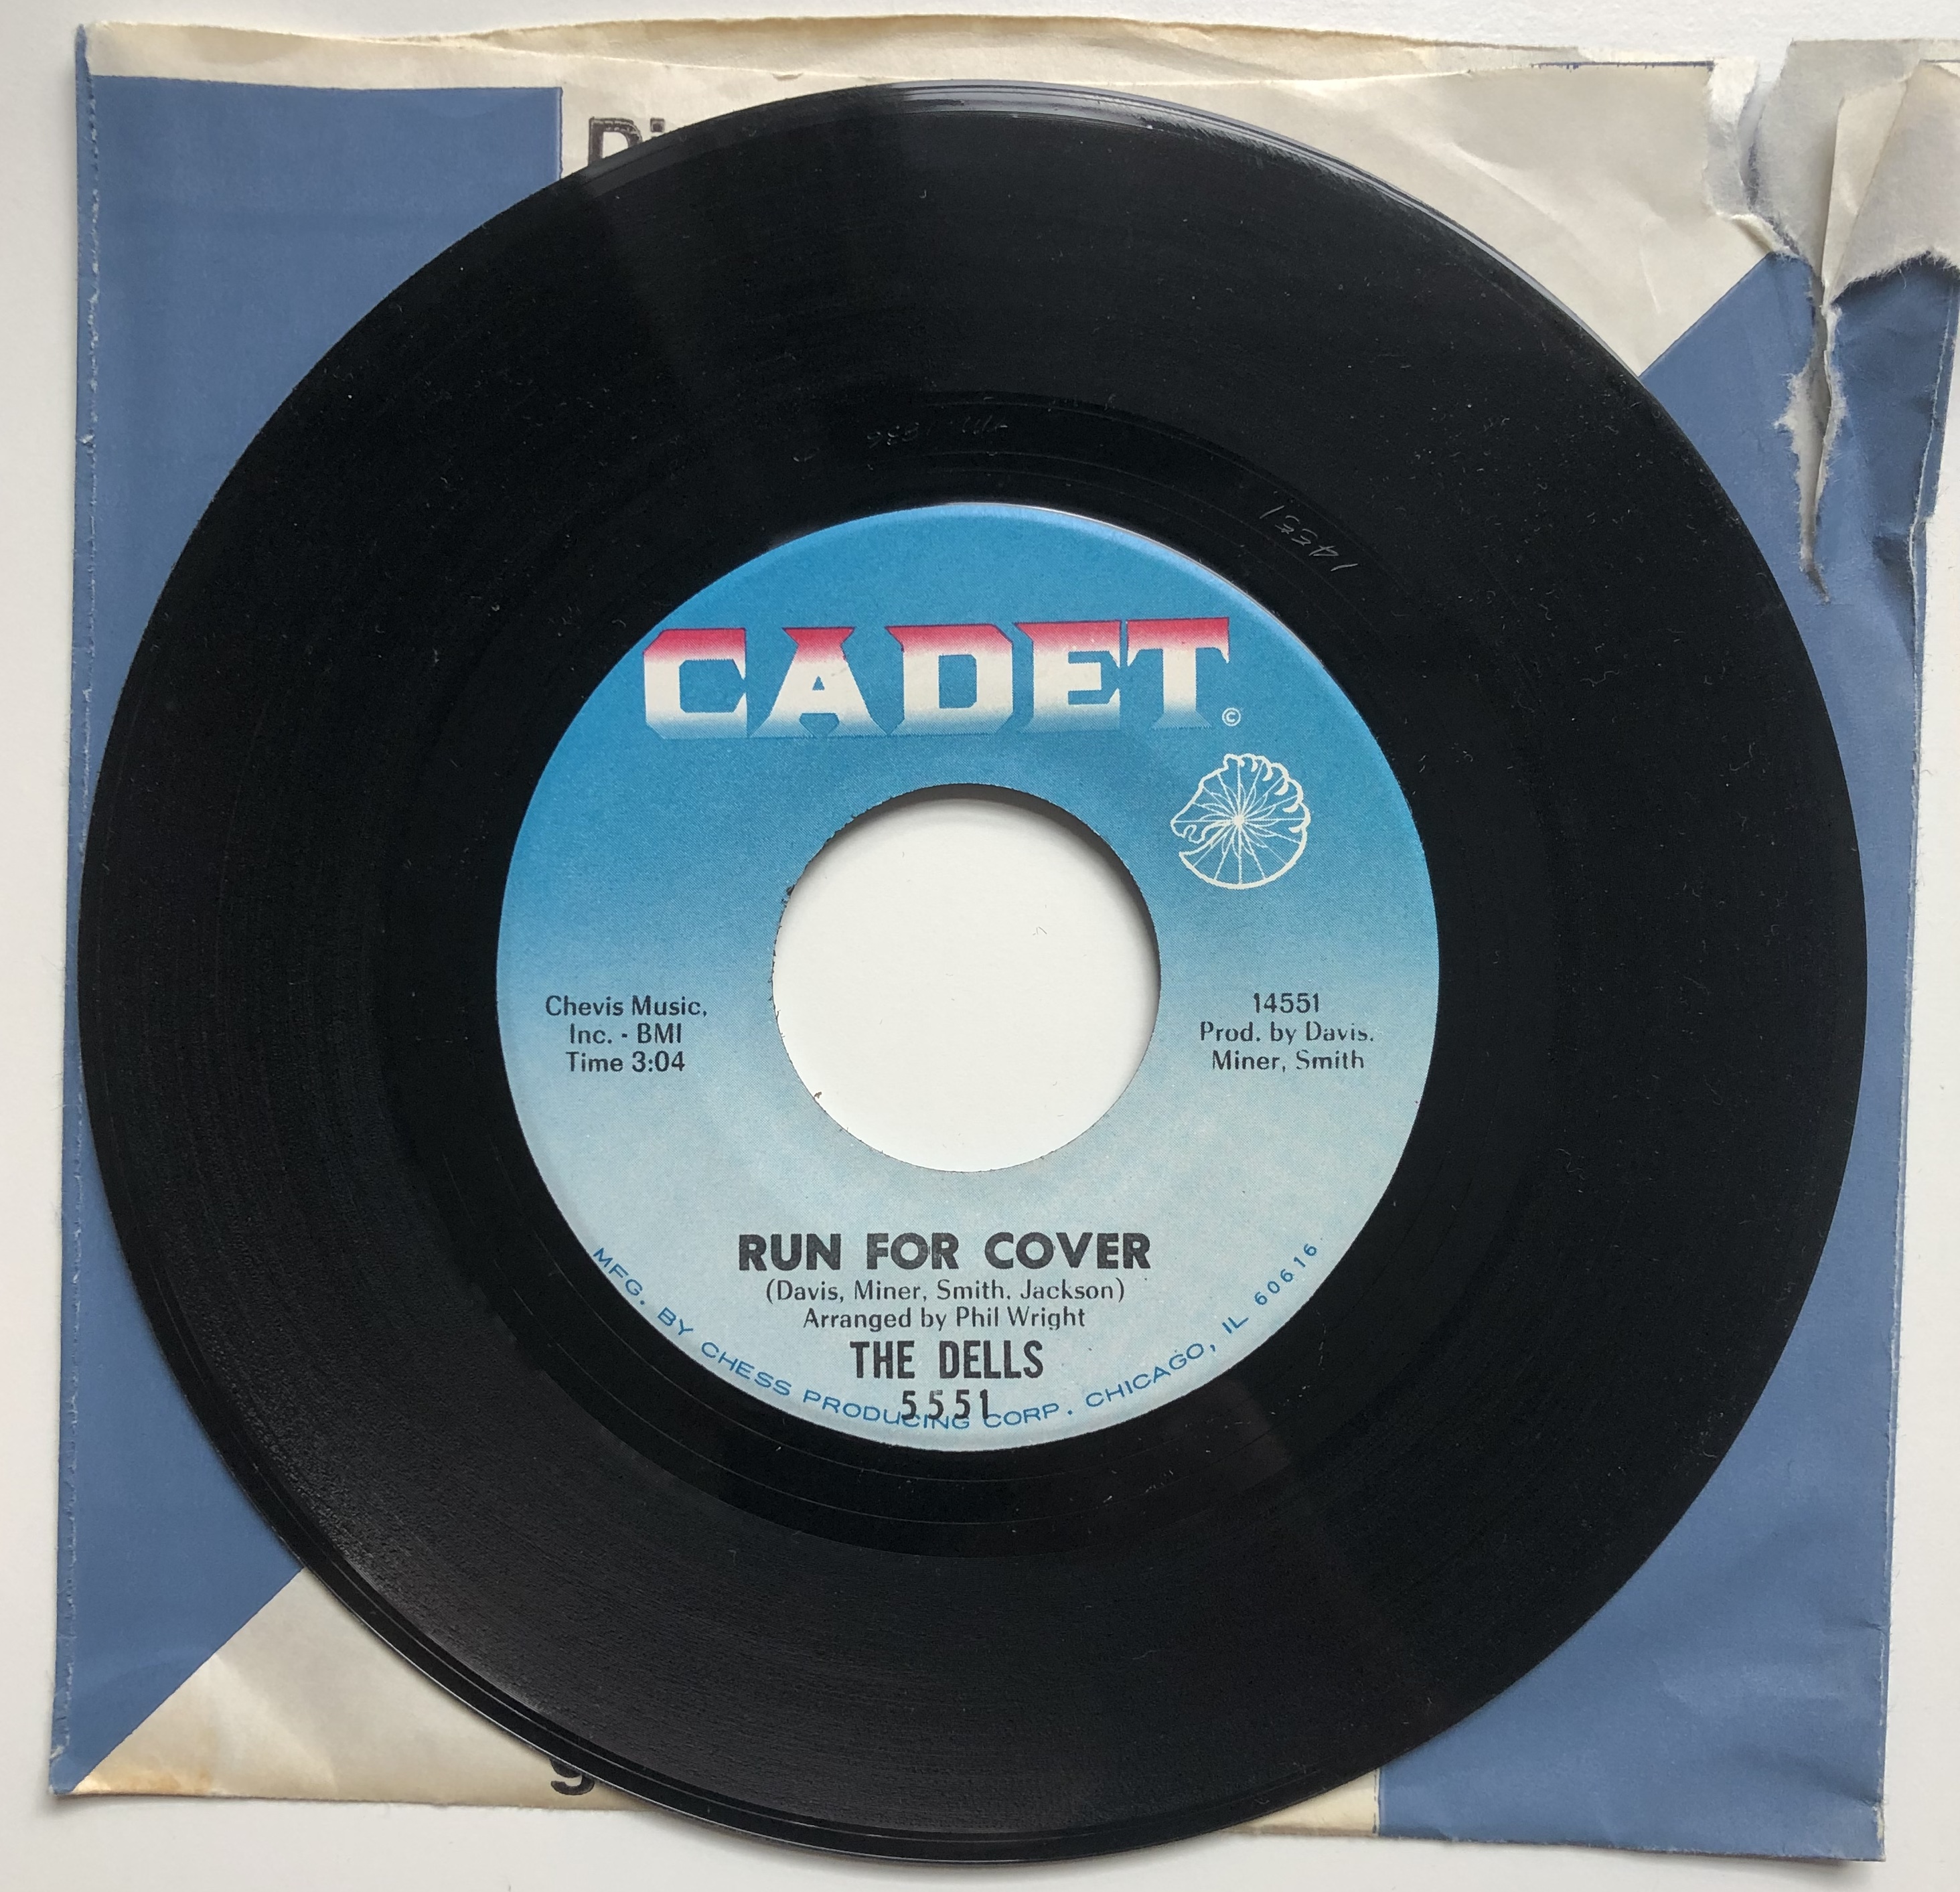 CADET
©
Chevis Music,
Inc. - BMI
Time 3:04
14551
Prod. by Davis.
Miner, Smith
RUN FOR COVER
(Davis, Miner, Smith, Jackson)
Arranged by Phil Wright
THE DELLS
5551
MFG. BY CHESS PRODUCING CORP. CHICAGO, IL 60616
14551